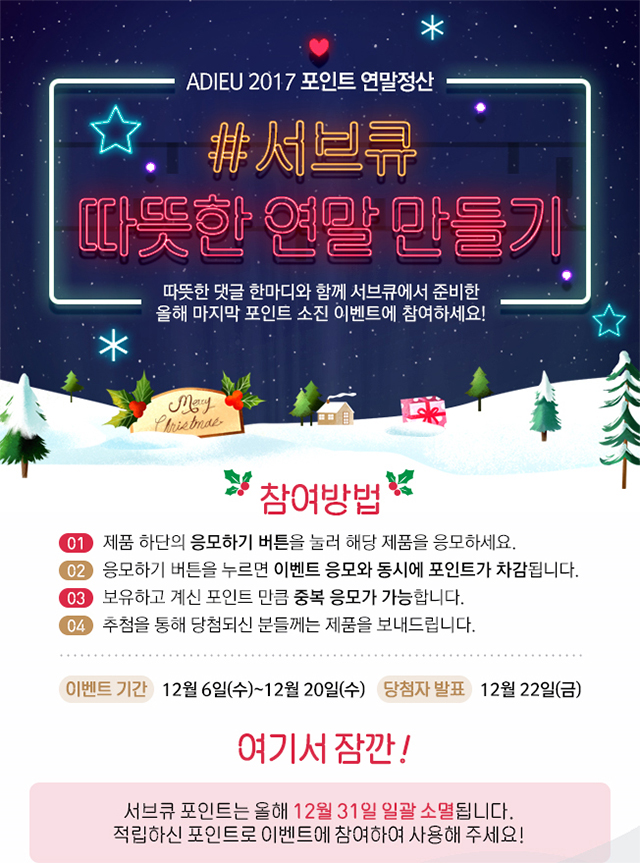 ADIEU 2017 포인트 연말정산
#서브큐
따뜻한 연말 만들기
따뜻한 댓글 한마디와 함께 서브큐에서 준비한
올해 마지막 포인트 소진 이벤트에 참여하세요!
Merry
Christmas
참여방법
01 제품 하단의 응모하기 버튼을 눌러 해당 제품을 응모하세요.
02 응모하기 버튼을 누르면 이벤트 응모와 동시에 포인트가 차감됩니다.
03 보유하고 계신 포인트 만큼 중복 응모가 가능합니다.
04 추첨을 통해 당첨되신 분들께는 제품을 보내드립니다.
이벤트 기간 12월 6일(수)~12월 20일(수) 당첨자 발표 12월 22일(금)
여기서 잠깐!
서브큐 포인트는 올해 12월 31일 일괄 소멸됩니다.
적립하신 포인트로 이벤트에 참여하여 사용해 주세요!